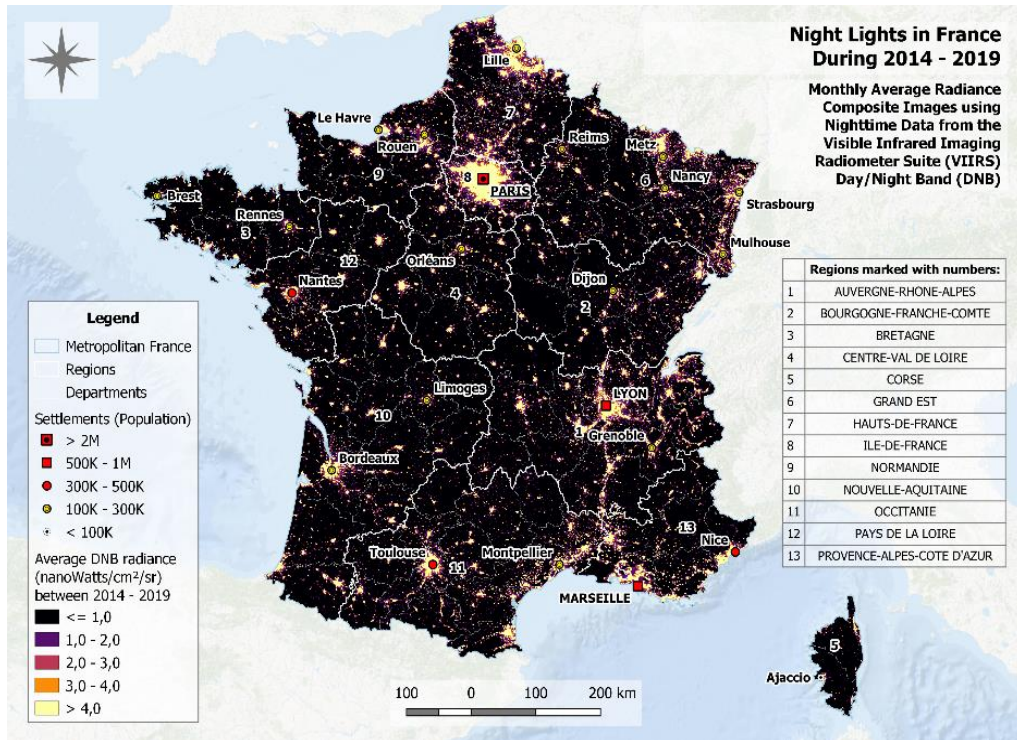 Night Lights in France
During 2014 - 2019
Monthly Average Radiance
Composite Images using
Nighttime Data from the
Visible Infrared Imaging
Radiometer Suite (VIIRS)
Day/Night Band (DNB)
Lille
7
Le Havre
Rouen
Reims
Metz
9
8
PARIS
6
Nancy
Strasbourg
Brest
Rennes
3
12
Orléans
Mulhouse
Nantes
4
Dijon
2
Limoges
LYON
10
1
Grenoble
Bordeaux
13
Nice
Toulouse
11
Montpellier
MARSEILLE
5
Ajaccio
Regions marked with numbers:
1 AUVERGNE-RHONE-ALPES
2 BOURGOGNE-FRANCHE-COMTE
3 BRETAGNE
4 CENTRE-VAL DE LOIRE
5 CORSE
6 GRAND EST
7 HAUTS-DE-FRANCE
8 ILE-DE-FRANCE
9 NORMANDIE
10 NOUVELLE-AQUITAINE
11 OCCITANIE
12 PAYS DE LA LOIRE
13 PROVENCE-ALPES-COTE D'AZUR
Legend
Metropolitan France
Regions
Departments
Settlements (Population)
> 2M
500K - 1M
300K - 500K
100K - 300K
< 100K
Average DNB radiance
(nanoWatts/cm²/sr)
between 2014 - 2019
<= 1,0
1,0 - 2,0
2,0 - 3,0
3,0 - 4,0
> 4,0
100 0 100 200 km